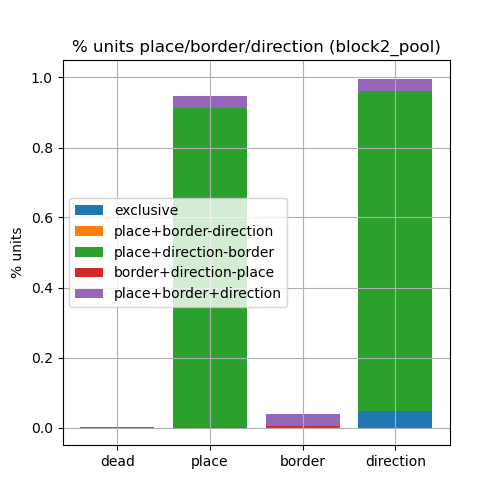 % units place/border/direction (block2_pool)
1.0
0.8
0.6
0.4
0.2
0.0
% units
exclusive
place+border-direction
place+direction-border
border+direction-place
place+border+direction
dead place border direction